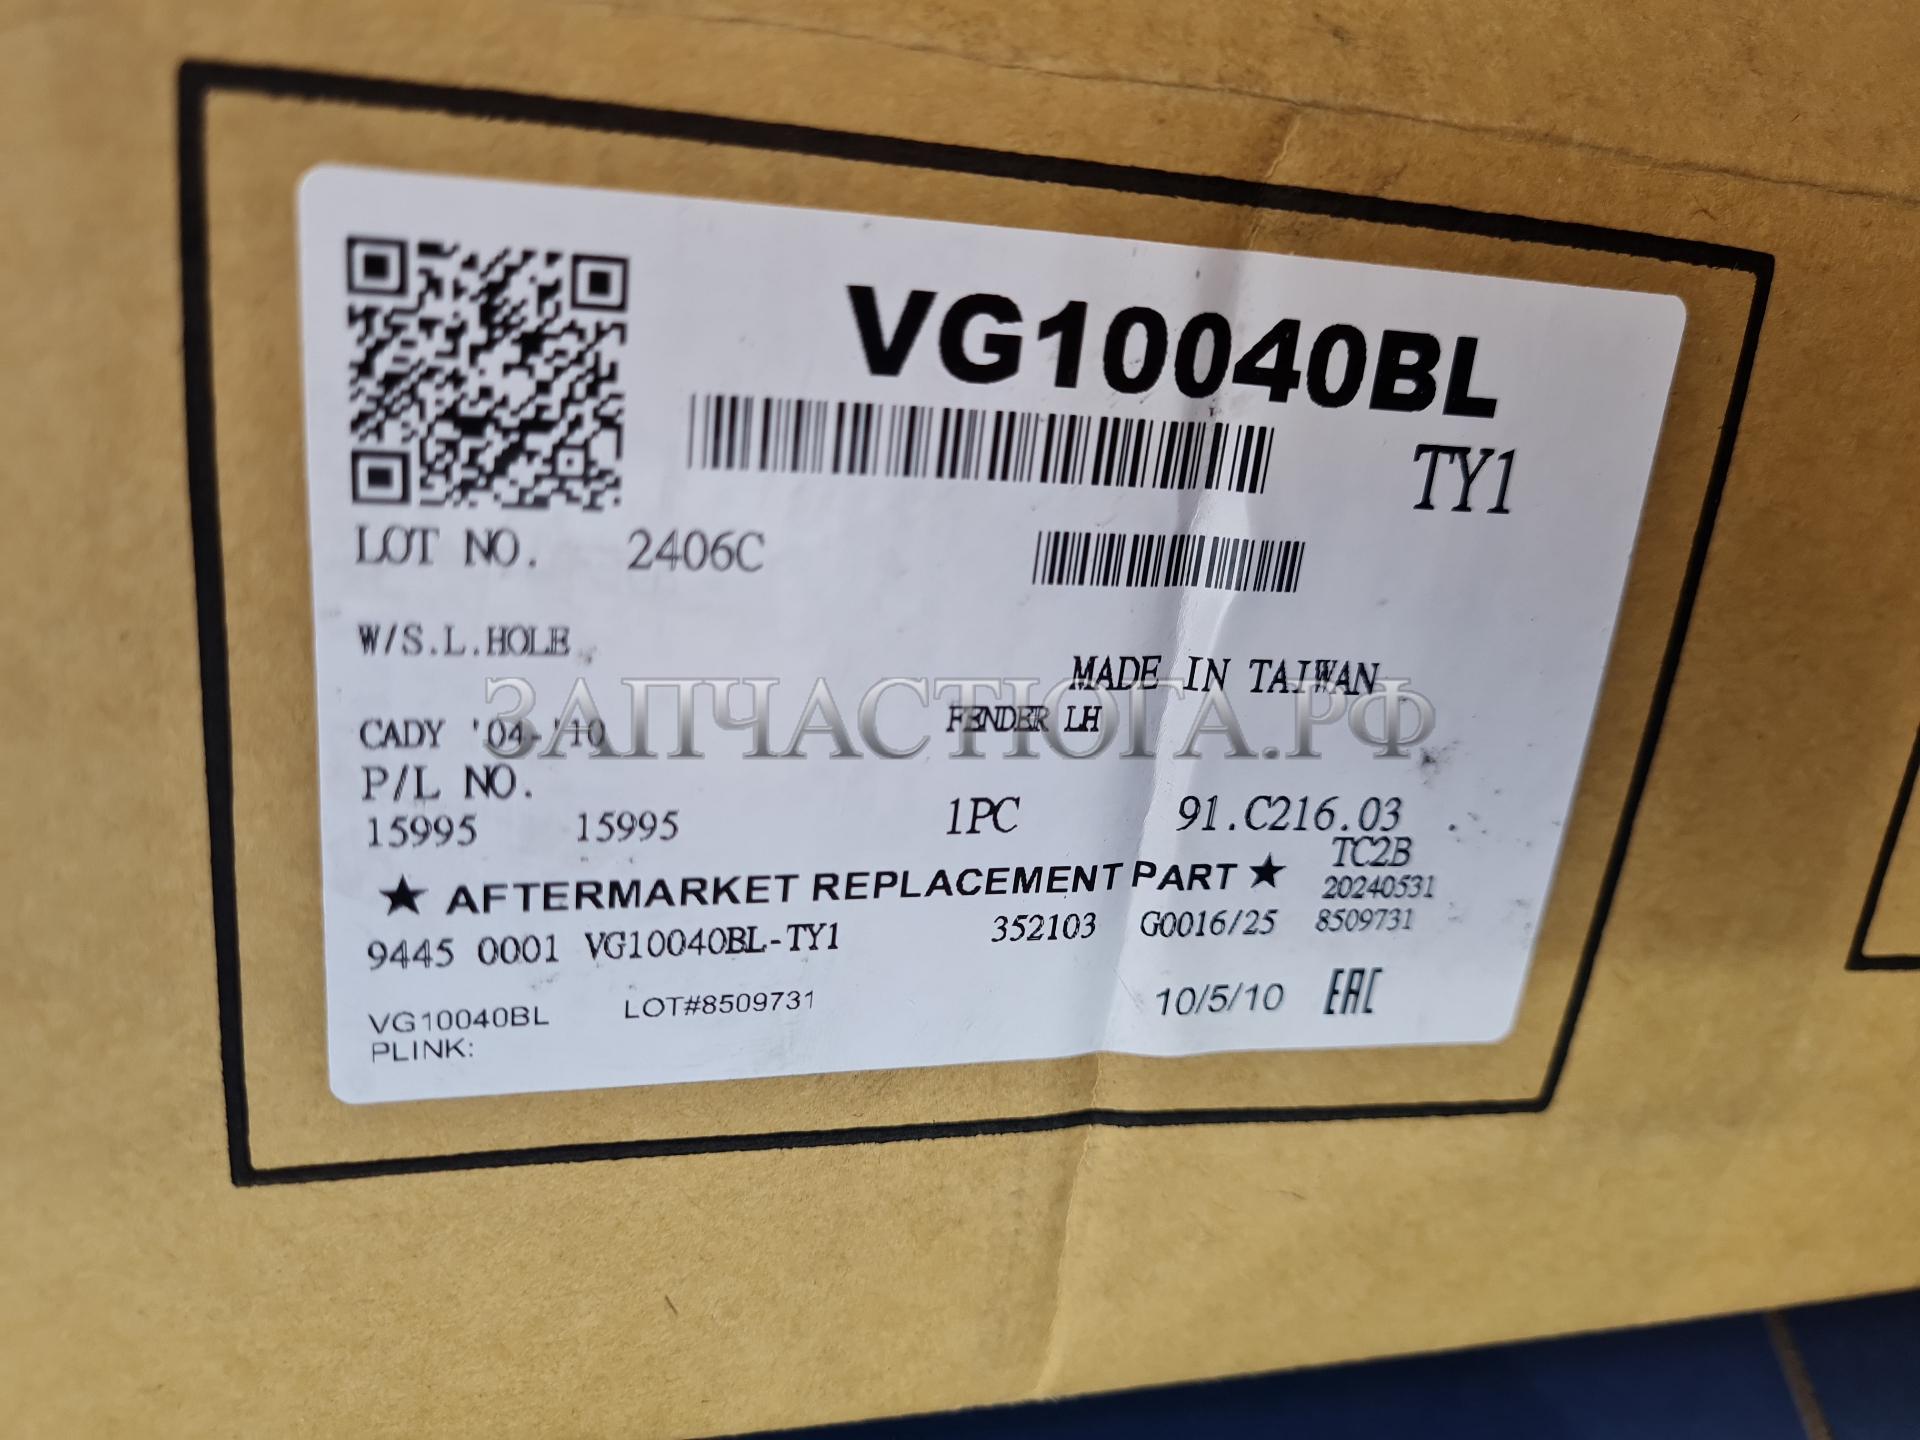 VG10040BL
TY1
LOT NO. 2406C
W/S.L.HOLE
MADE IN TAIWAN
ЗАПЧАСТЮГА.РФ
CADY '04-'10 FENDER LH
P/L NO.
15995 15995 1PC 91.C216.03
TC2B
★ AFTERMARKET REPLACEMENT PART ★ 20240531
9445 0001 VG10040BL-TY1 352103 G0016/25 8509731
VG10040BL LOT#8509731 10/5/10 EAC
PLINK: